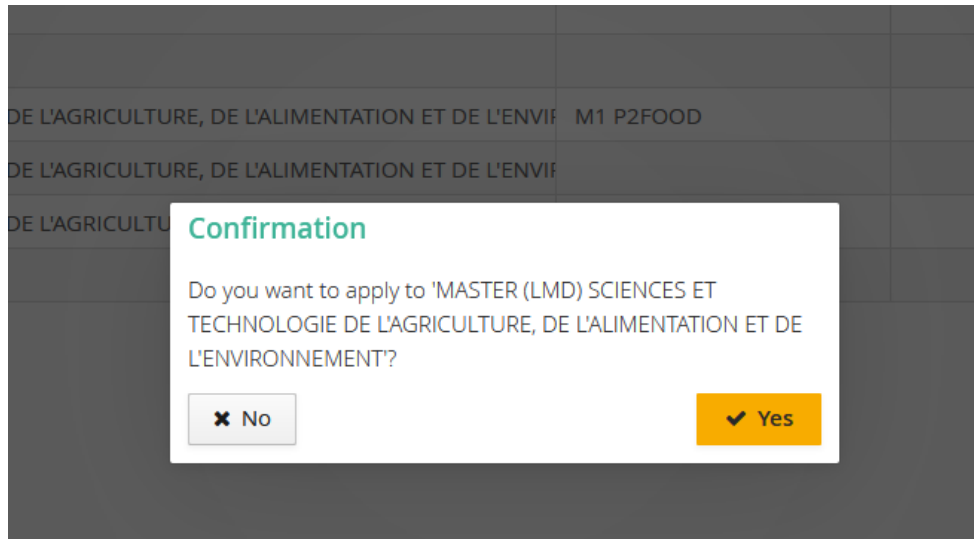 DE L'AGRICULTURE, DE L'ALIMENTATION ET DE L'ENVIR M1 P2FOOD
DE L'AGRICULTURE, DE L'ALIMENTATION ET DE L'ENVIR
DE L'AGRICULTU
Confirmation
Do you want to apply to 'MASTER (LMD) SCIENCES ET
TECHNOLOGIE DE L'AGRICULTURE, DE L'ALIMENTATION ET DE
L'ENVIRONNEMENT'?
No
Yes